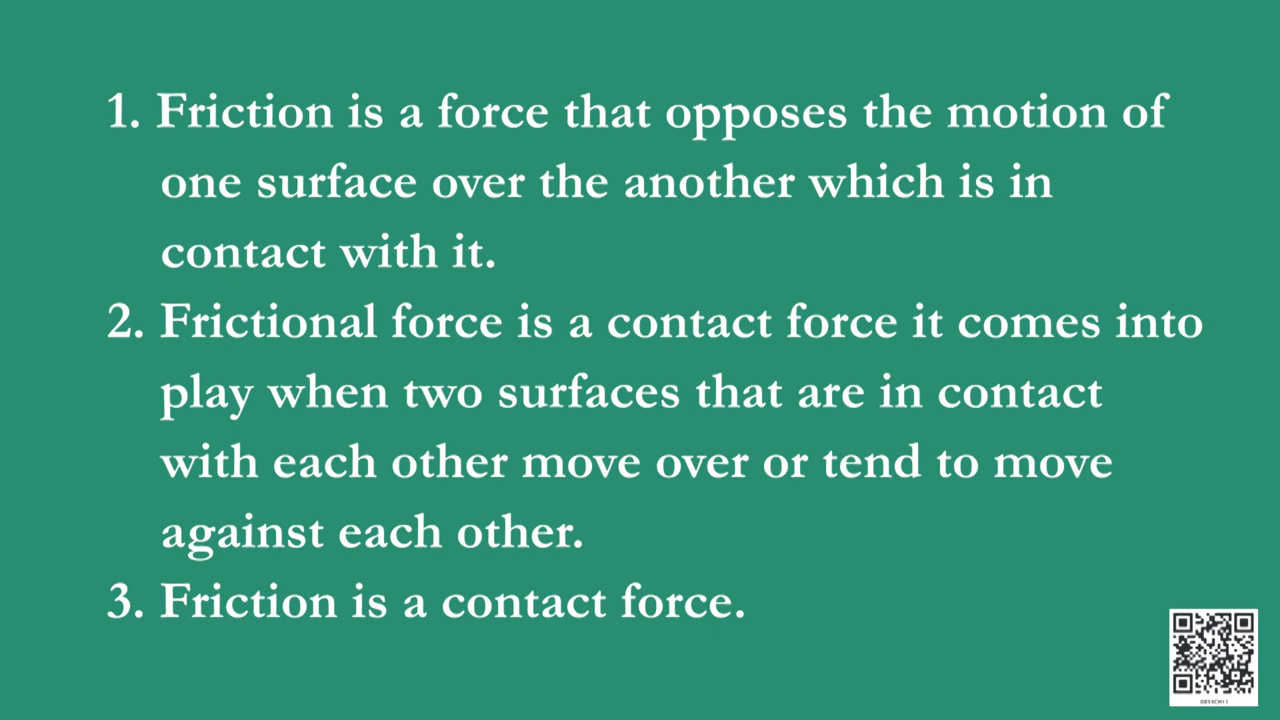 1. Friction is a force that opposes the motion of
one surface over the another which is in
contact with it.
2. Frictional force is a contact force it comes into
play when two surfaces that are in contact
with each other move over or tend to move
against each other.
3. Friction is a contact force.